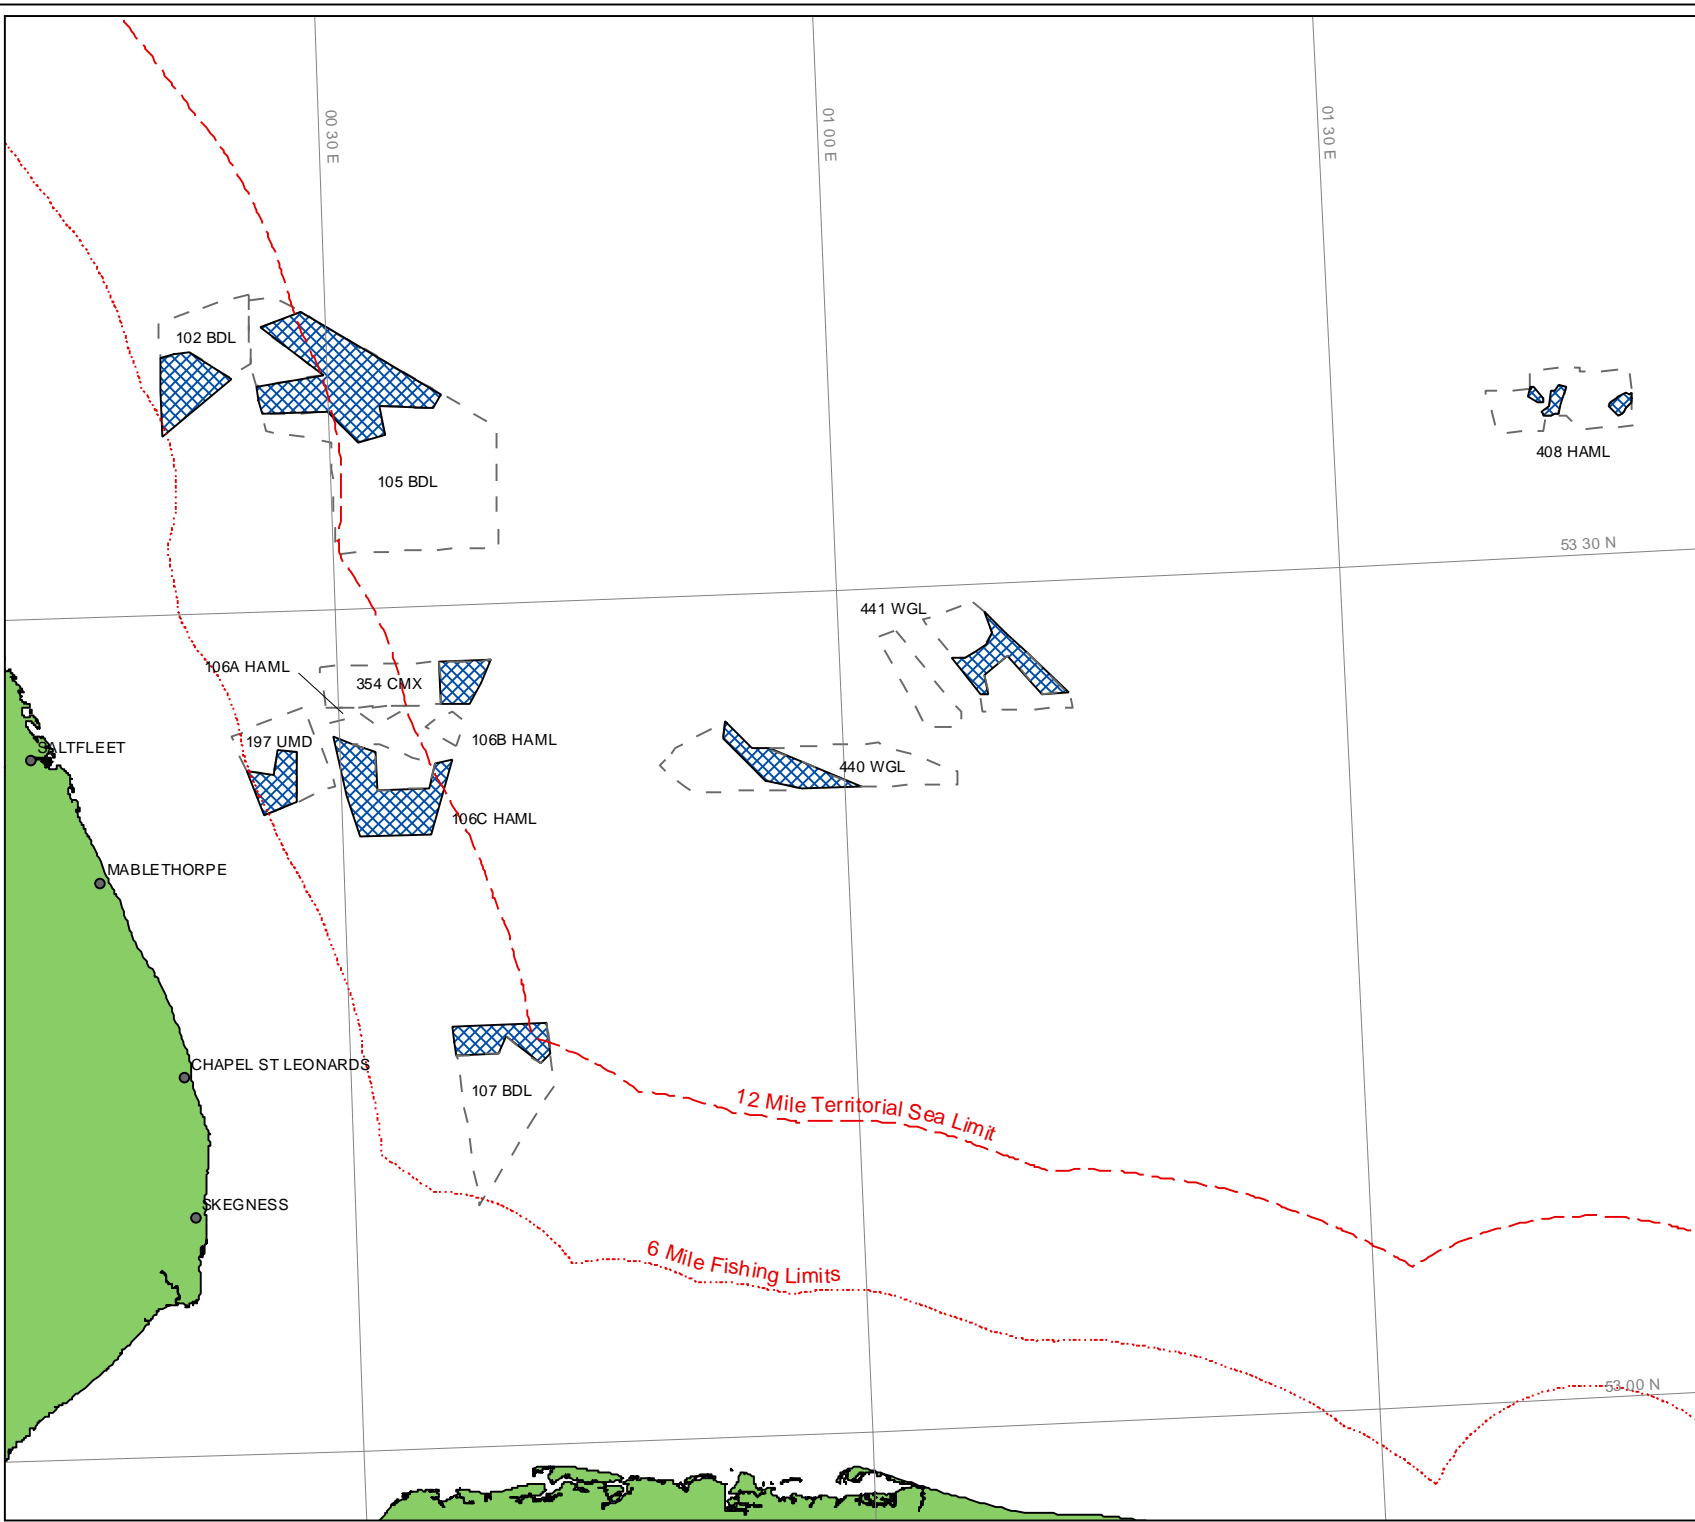 00 30 E
01 00 E
01 30 E
102 BDL
408 HAML
105 BDL
53 30 N
441 WGL
106A HAML
354 CMX
197 UMD
106B HAML
SALTFLEET
440 WGL
106C HAML
MABLETHORPE
CHAPEL ST LEONARDS
107 BDL
12 Mile Territorial Sea Limit
SKEGNESS
6 Mile Fishing Limits
53 00 N